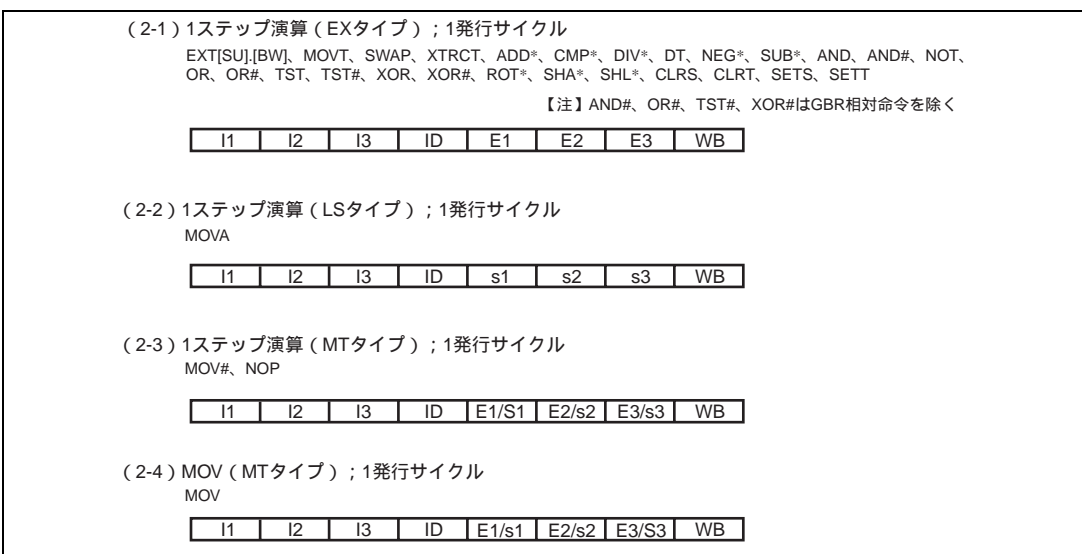 （2-1）1ステップ演算（EXタイプ）；1発行サイクル
EXT[SU].[BW]、MOVT、SWAP、XTRCT、ADD*、CMP*、DIV*、DT、NEG*、SUB*、AND、AND#、NOT、
OR、OR#、TST、TST#、XOR、XOR#、ROT*、SHA*、SHL*、CLRS、CLRT、SETS、SETT
【注】AND#、OR#、TST#、XOR#はGBR相対命令を除く
I1 I2 I3 ID E1 E2 E3 WB
（2-2）1ステップ演算（LSタイプ）；1発行サイクル
MOVA
I1 I2 I3 ID s1 s2 s3 WB
（2-3）1ステップ演算（MTタイプ）；1発行サイクル
MOV#、NOP
I1 I2 I3 ID E1/S1 E2/s2 E3/s3 WB
（2-4）MOV（MTタイプ）；1発行サイクル
MOV
I1 I2 I3 ID E1/s1 E2/s2 E3/S3 WB